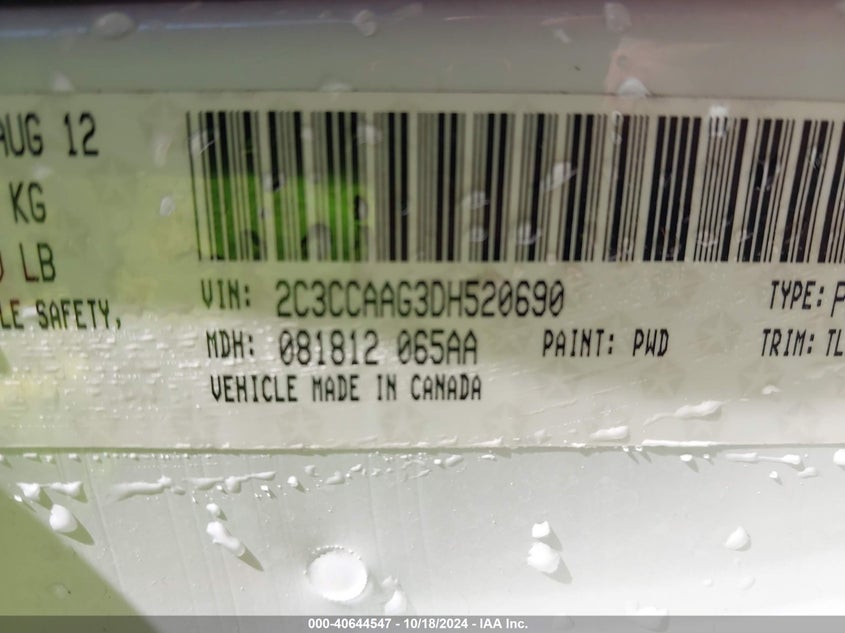 AUG 12
KG
LB
LE SAFETY,
VIN: 2C3CCAAG3DH520690 TYPE: P
MDH: 081812 065AA PAINT: PWD TRIM: TL
VEHICLE MADE IN CANADA
000-40644547 - 10/18/2024 - IAA Inc.